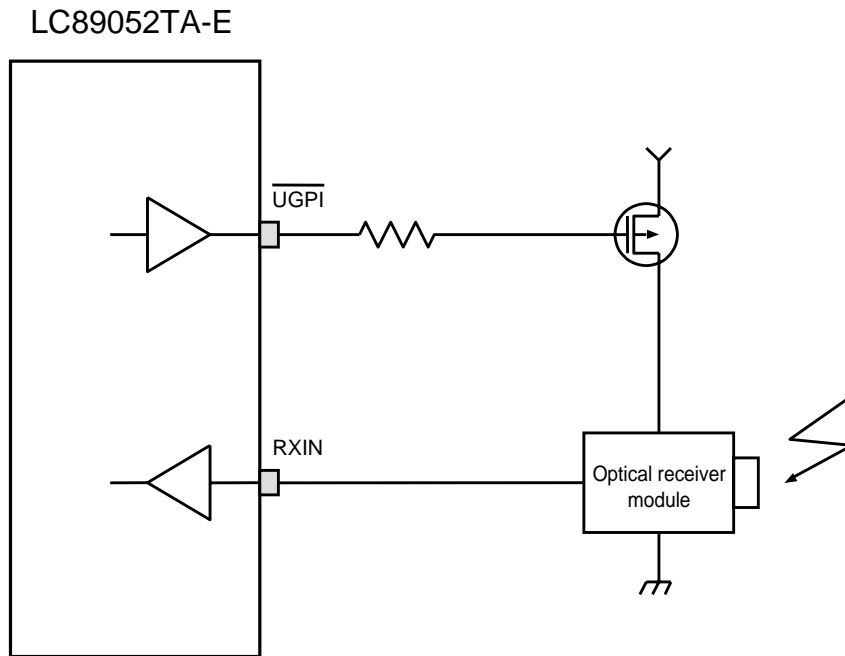 LC89052TA-E
UGPI
RXIN
Optical receiver
module